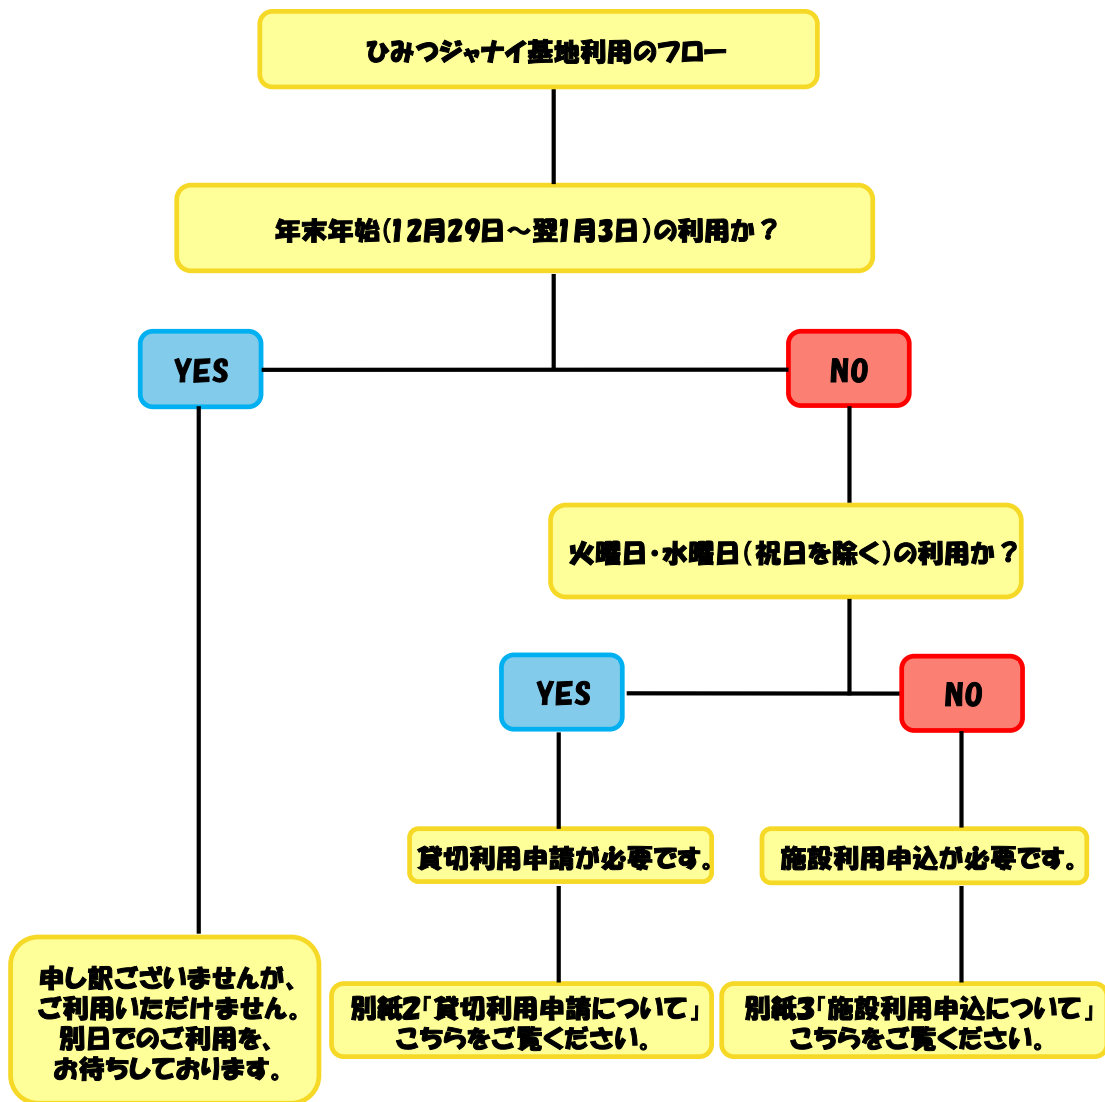 ひみつジャナイ基地利用のフロー
年末年始(12月29日～翌1月3日)の利用か？
YES
NO
火曜日・水曜日(祝日を除く)の利用か？
YES
NO
貸切利用申請が必要です。
施設利用申込が必要です。
申し訳ございませんが、
ご利用いただけません。
別日でのご利用を、
お待ちしております。
別紙2「貸切利用申請について」
こちらをご覧ください。
別紙3「施設利用申込について」
こちらをご覧ください。